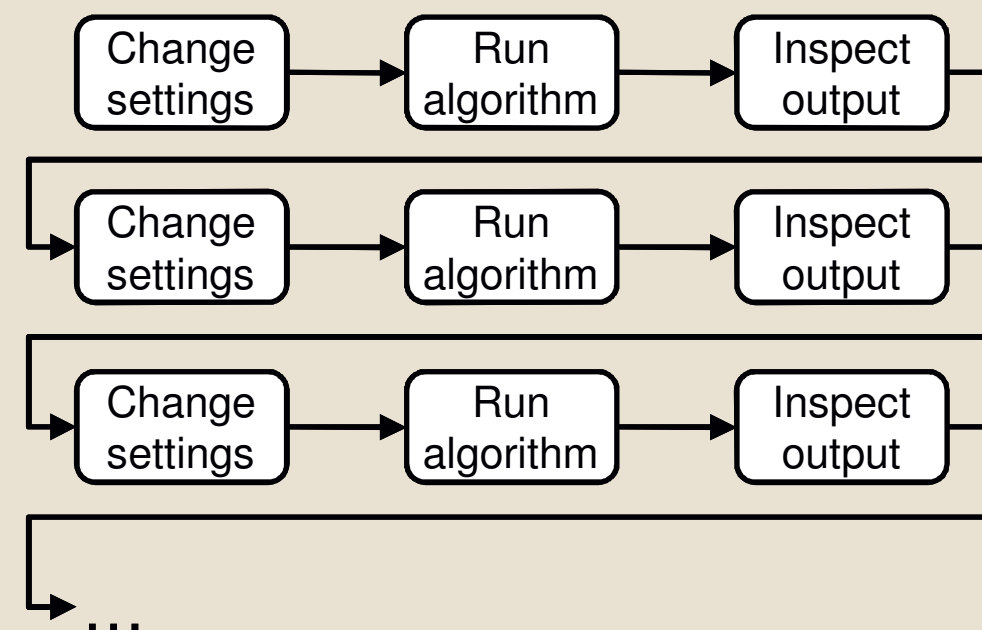 Change
settings
Run
algorithm
Inspect
output
Change
settings
Run
algorithm
Inspect
output
Change
settings
Run
algorithm
Inspect
output
...